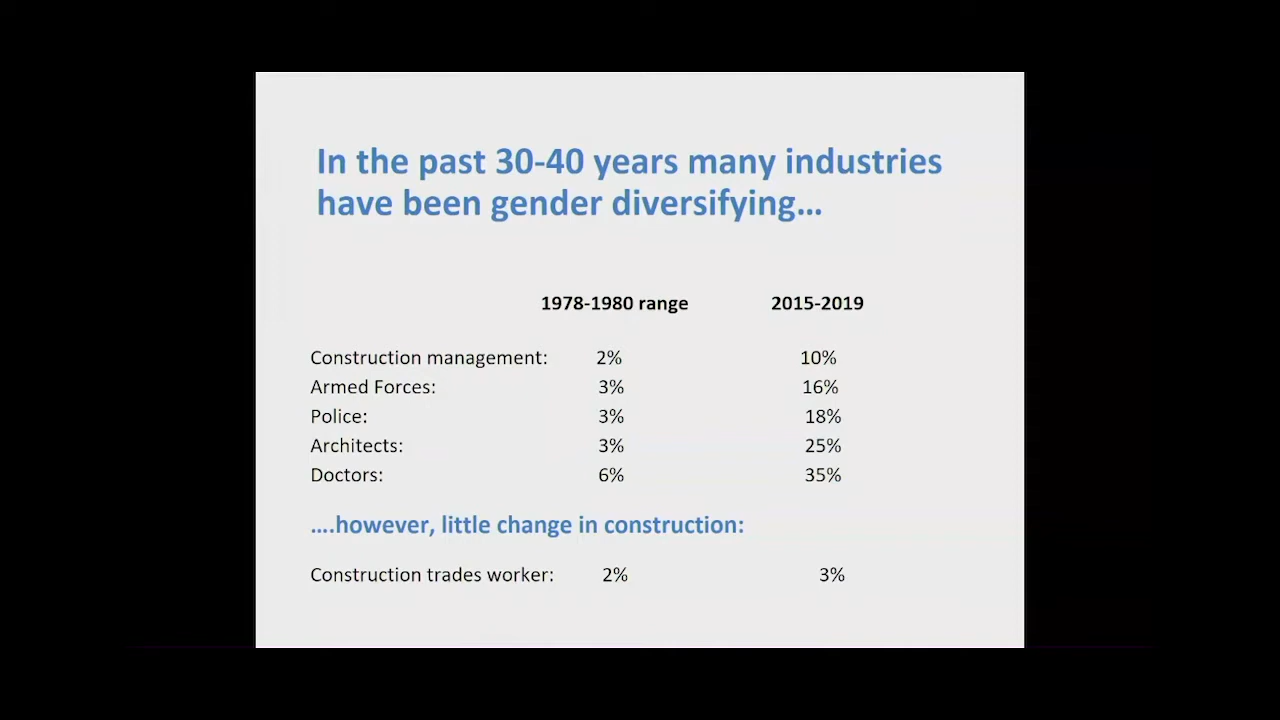 In the past 30-40 years many industries
have been gender diversifying…
1978-1980 range 2015-2019
Construction management: 2% 10%
Armed Forces: 3% 16%
Police: 3% 18%
Architects: 3% 25%
Doctors: 6% 35%
….however, little change in construction:
Construction trades worker: 2% 3%